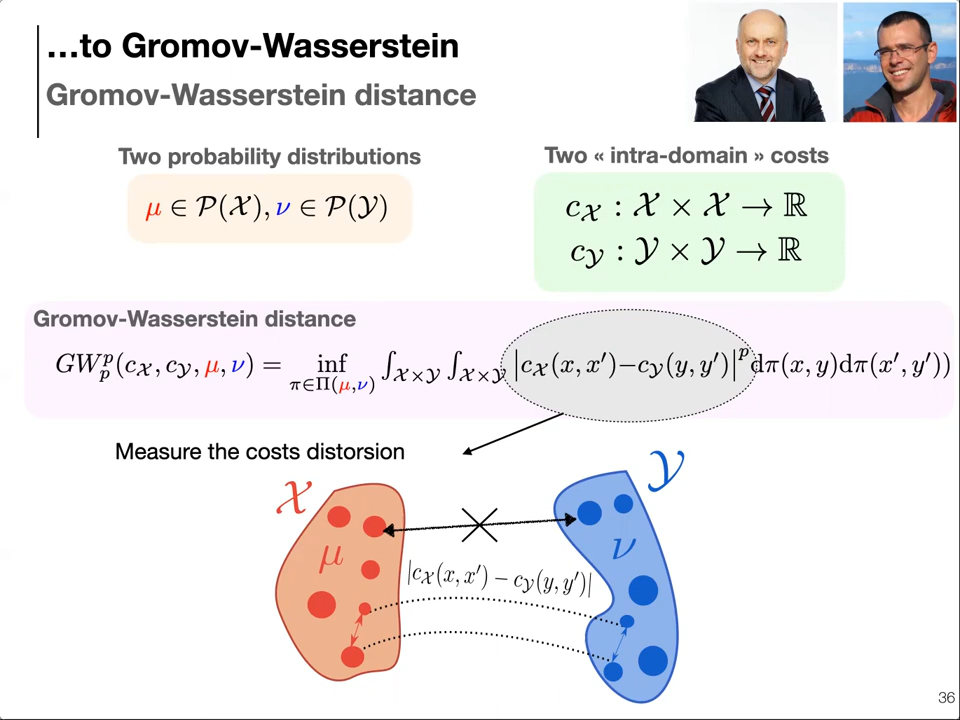 ...to Gromov-Wasserstein
Gromov-Wasserstein distance
Two probability distributions
μ ∈ 𝒫(𝒳), ν ∈ 𝒫(𝒴)
Two « intra-domain » costs
c_𝒳 : 𝒳 × 𝒳 → ℝ
c_𝒴 : 𝒴 × 𝒴 → ℝ
Gromov-Wasserstein distance
GW_p^p(c_𝒳, c_𝒴, μ, ν) = inf_{π∈Π(μ,ν)} ∫_{𝒳×𝒴} ∫_{𝒳×𝒴} |c_𝒳(x, x′)−c_𝒴(y, y′)|^p dπ(x, y)dπ(x′, y′))
Measure the costs distorsion
𝒳
𝒴
μ
ν
|c_𝒳(x, x′) − c_𝒴(y, y′)|
36